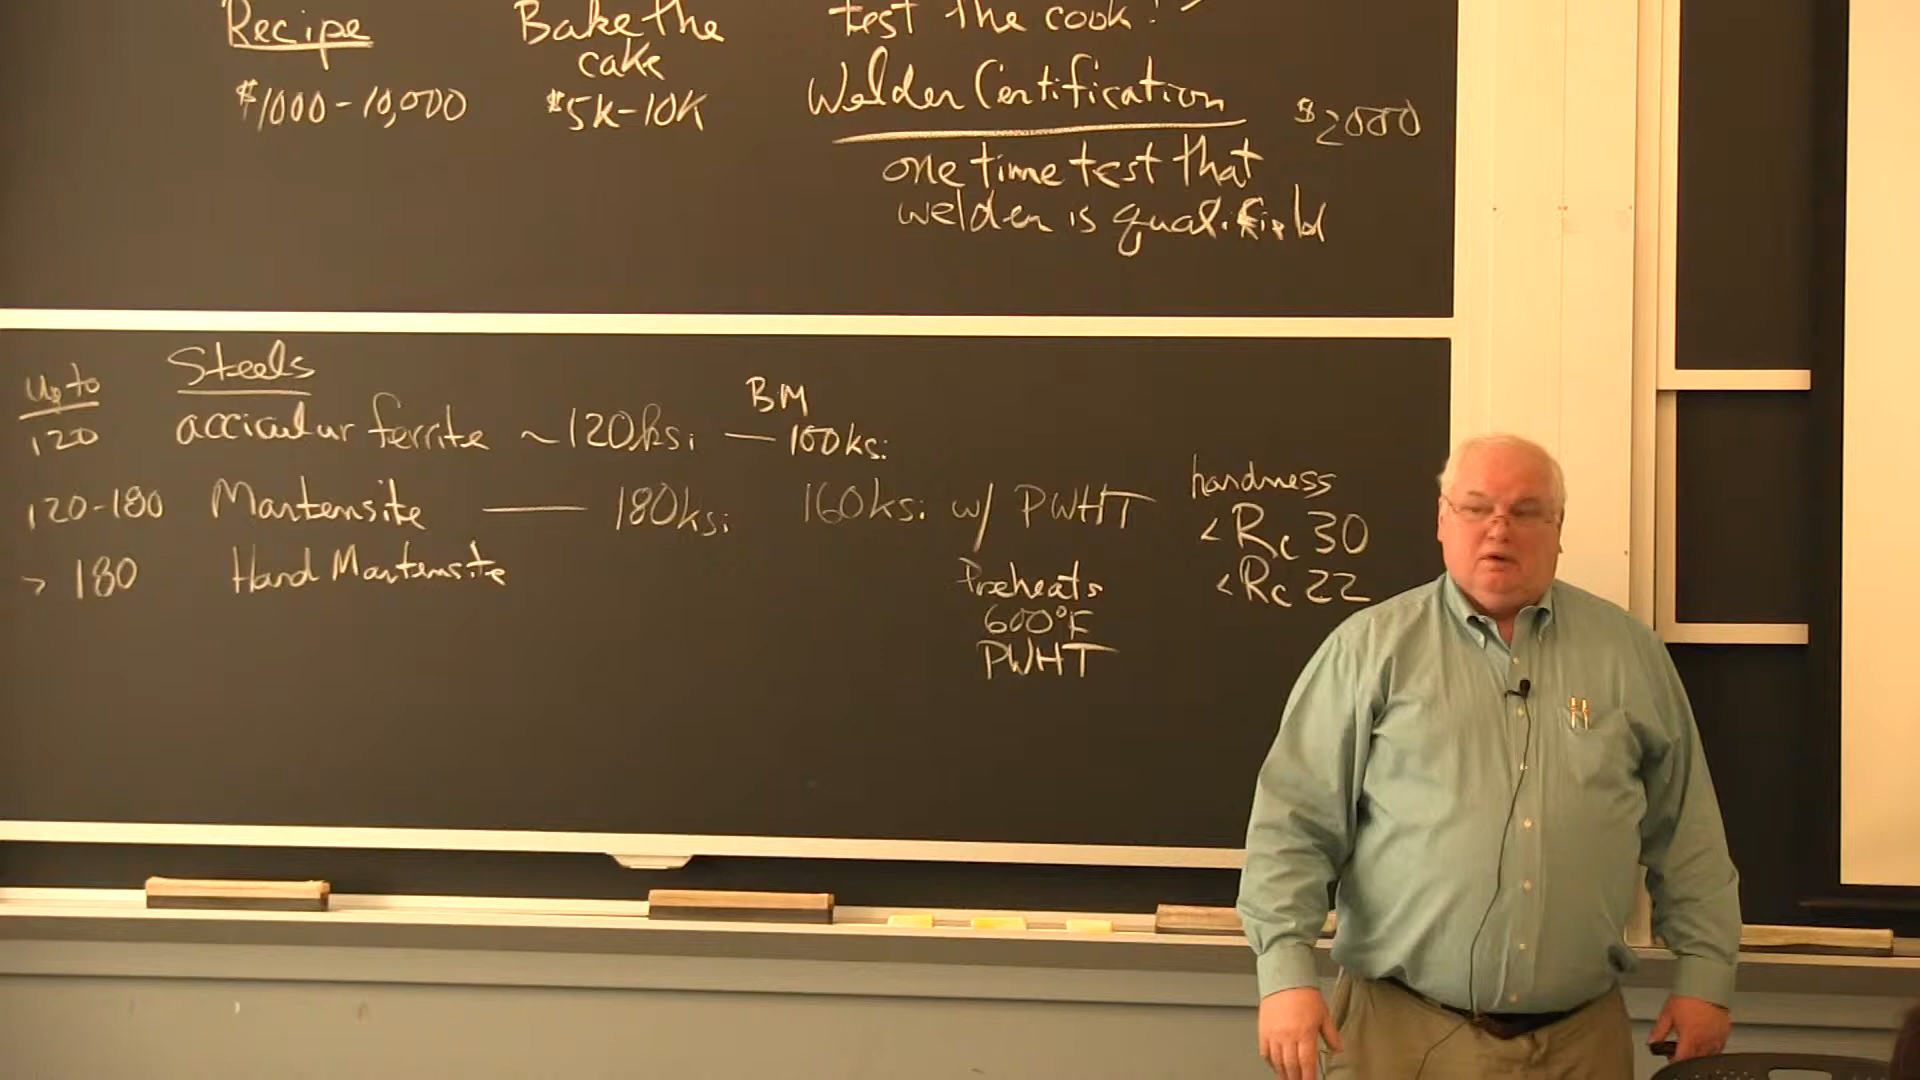 Recipe
$1000-10,000
Bake the
cake
$5K-10K
test the cook!
Welder Certification
$2000
one time test that
welder is qualified
Steels
up to
120 accicular ferrite ~120ksi — 100ksi
BM
120-180 Martensite — 180ksi 160ksi w/ PWHT
> 180 Hard Martensite
Preheats
600°F
PWHT
hardness
< Rc 30
< Rc 22